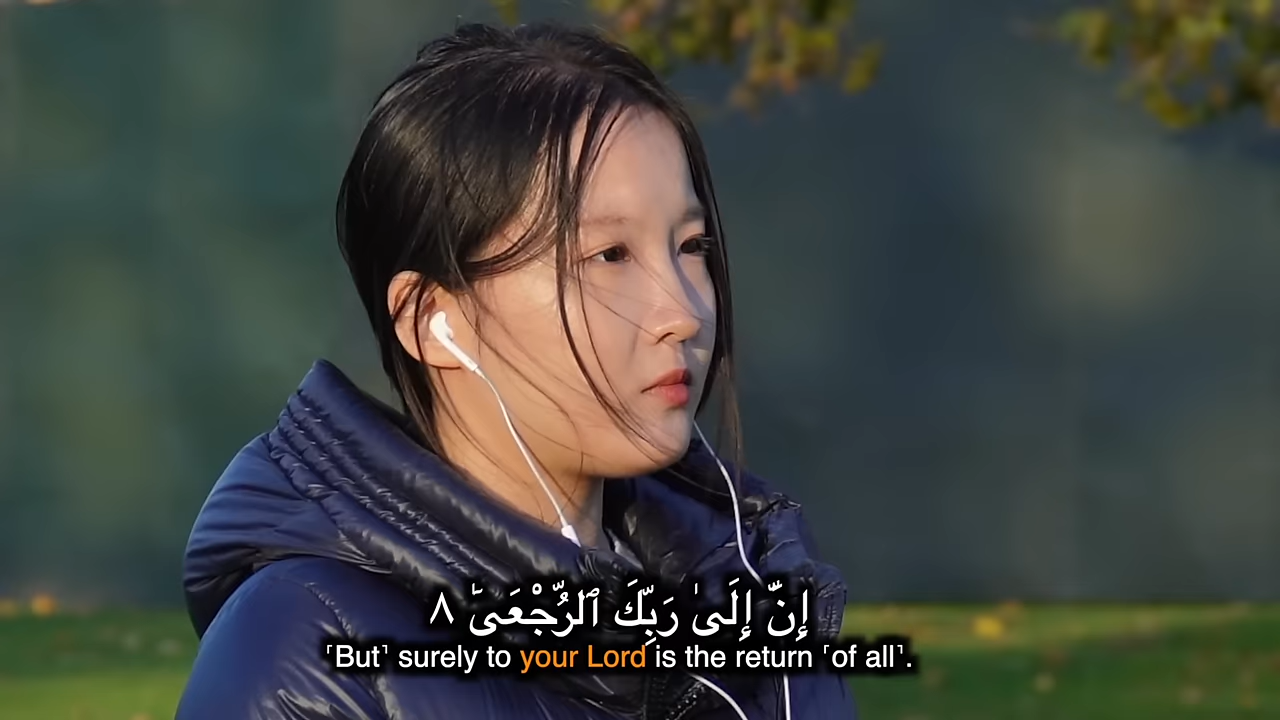 إِنَّ إِلَىٰ رَبِّكَ ٱلرُّجْعَىٰٓ ٨
˹But˺ surely to your Lord is the return ˹of all˺.